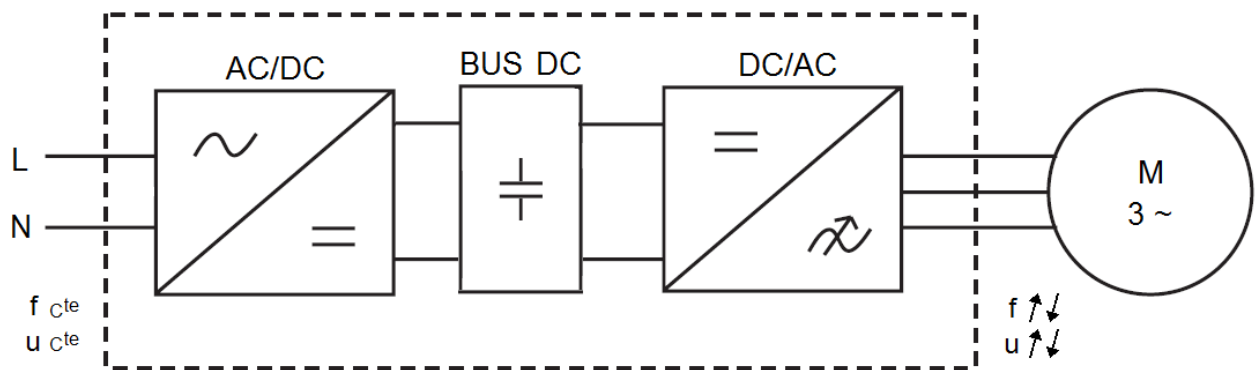 AC/DC
BUS DC
DC/AC
L
N
M
3 ~
f Cte
u Cte
f
u